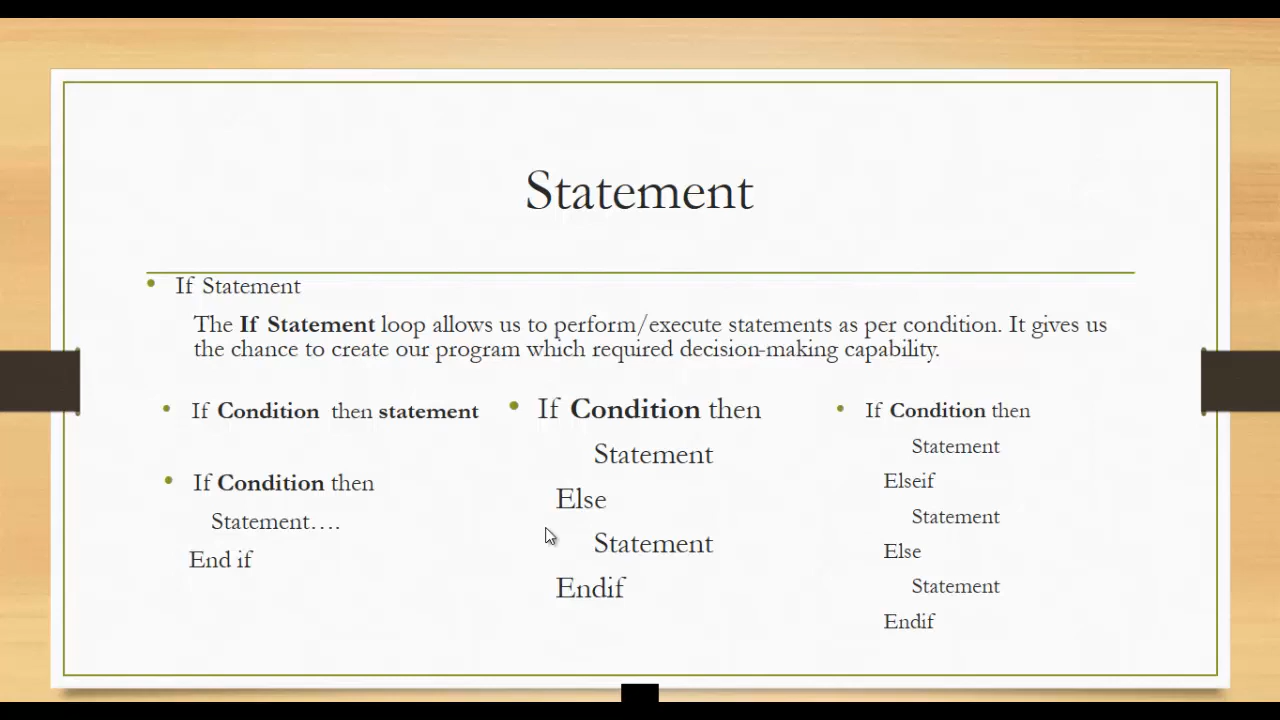 Statement
If Statement
The If Statement loop allows us to perform/execute statements as per condition. It gives us
the chance to create our program which required decision-making capability.
If Condition then statement
If Condition then
Statement….
End if
If Condition then
Statement
Else
Statement
Endif
If Condition then
Statement
Elseif
Statement
Else
Statement
Endif